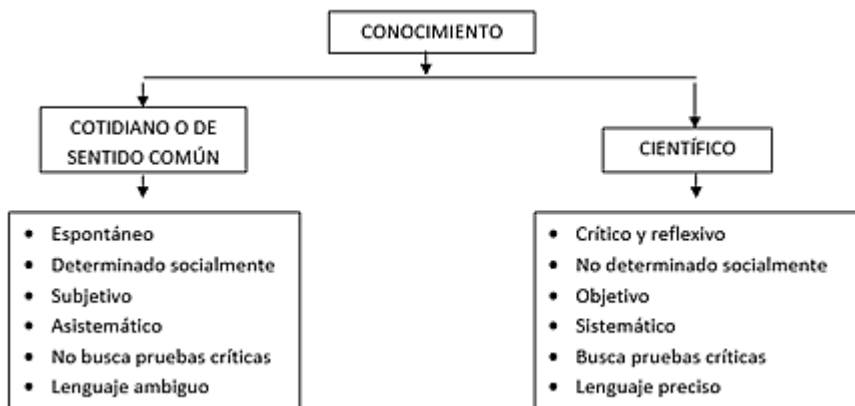 CONOCIMIENTO
COTIDIANO O DE
SENTIDO COMÚN
CIENTÍFICO
• Espontáneo
• Determinado socialmente
• Subjetivo
• Asistemático
• No busca pruebas críticas
• Lenguaje ambiguo
• Crítico y reflexivo
• No determinado socialmente
• Objetivo
• Sistemático
• Busca pruebas críticas
• Lenguaje preciso